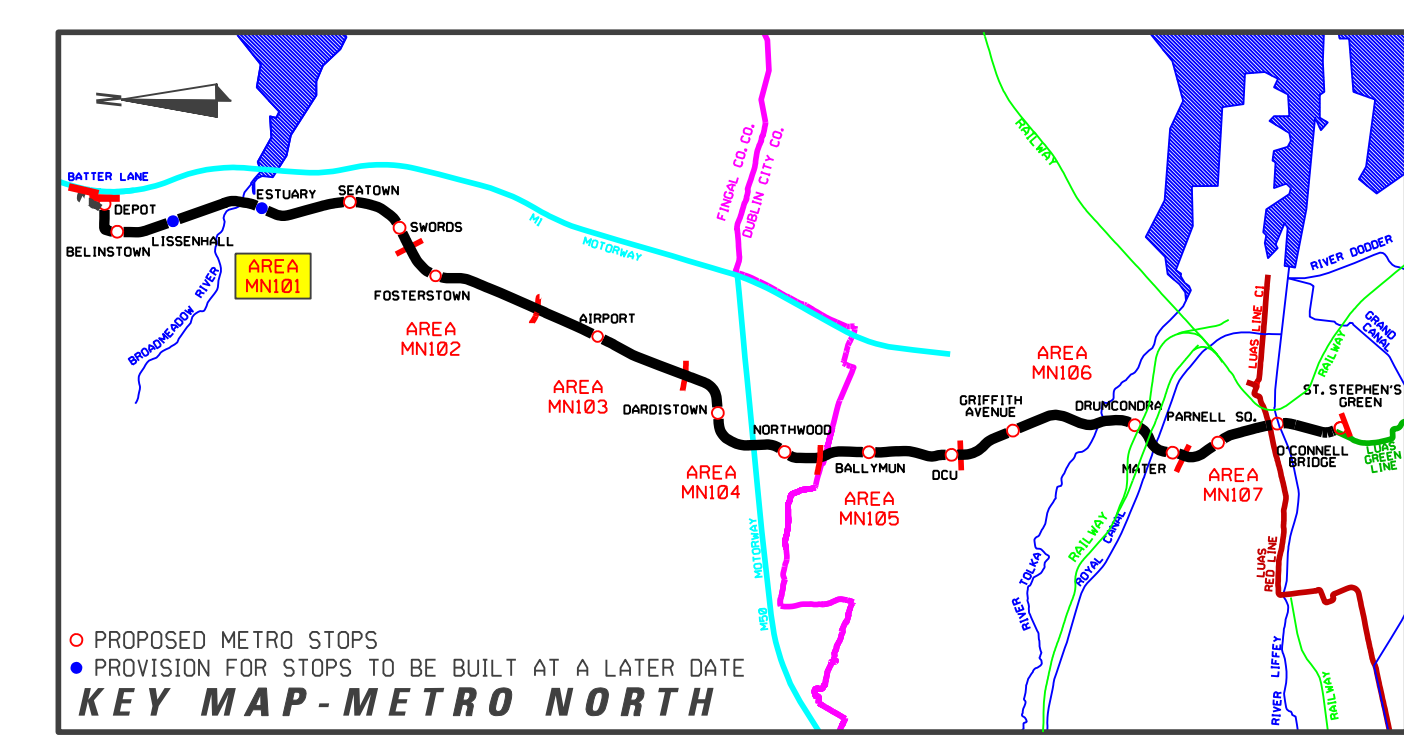 N
BATTER LANE
DEPOT
BELINSTOWN
LISSENHALL
ESTUARY
SEATOWN
SWORDS
AREA
MN101
BROADMEADOW RIVER
FOSTERSTOWN
AREA
MN102
M1
MOTORWAY
FINGAL CO. CO.
DUBLIN CITY CO.
AIRPORT
AREA
MN103
DARDISTOWN
NORTHWOOD
AREA
MN104
MOTORWAY
M50
BALLYMUN
AREA
MN105
DCU
GRIFFITH
AVENUE
AREA
MN106
DRUMCONDRA
MATER
PARNELL SQ.
AREA
MN107
O'CONNELL
BRIDGE
ST. STEPHEN'S
GREEN
LUAS
GREEN
LINE
RAILWAY
LUAS LINE C1
RIVER DODDER
GRAND
CANAL
RAILWAY
RAILWAY
ROYAL CANAL
RIVER TOLKA
LUAS
RED LINE
RIVER LIFFEY
RAILWAY
PROPOSED METRO STOPS
PROVISION FOR STOPS TO BE BUILT AT A LATER DATE
KEY MAP-METRO NORTH